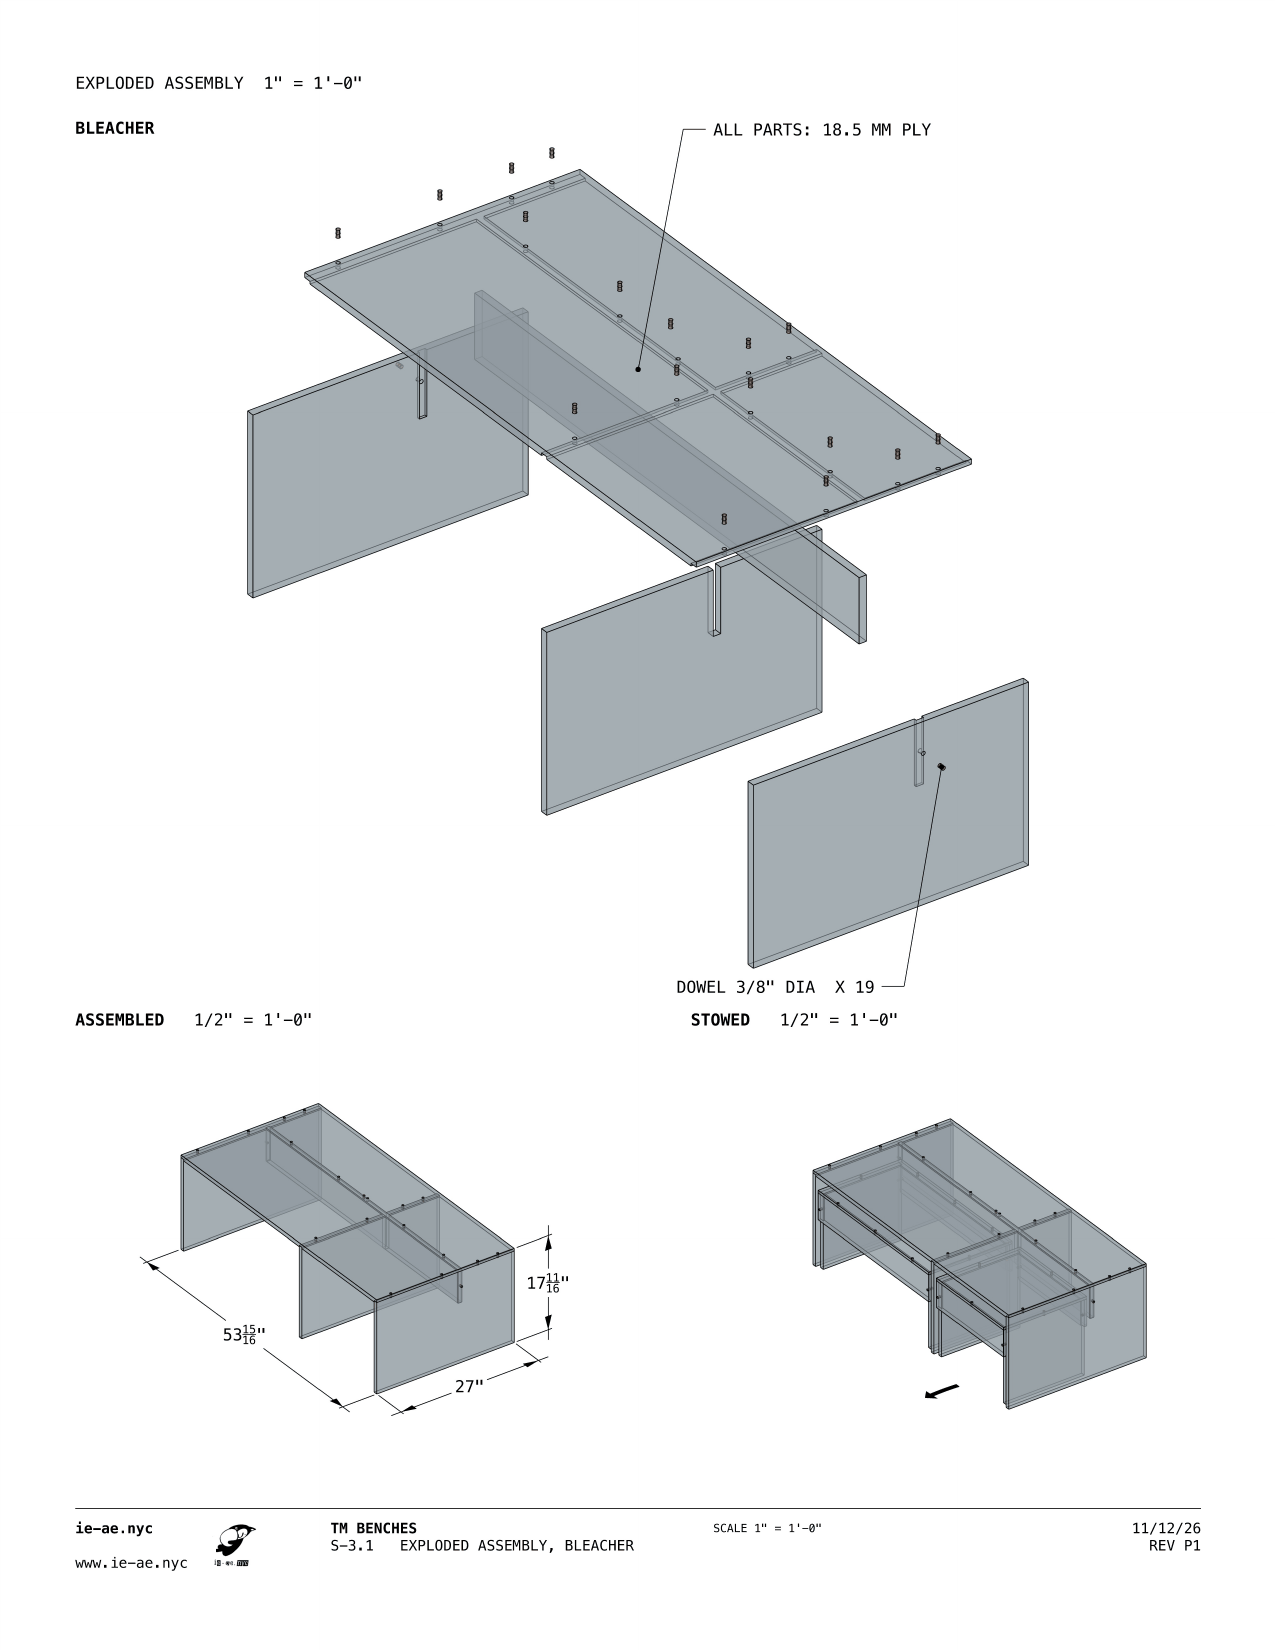 EXPLODED ASSEMBLY  1" = 1'-0"
BLEACHER
ALL PARTS: 18.5 MM PLY
DOWEL 3/8" DIA  X 19
ASSEMBLED   1/2" = 1'-0"
STOWED   1/2" = 1'-0"
17 11/16"
53 15/16"
27"
ie-ae.nyc
www.ie-ae.nyc
TM BENCHES
S-3.1   EXPLODED ASSEMBLY, BLEACHER
SCALE 1" = 1'-0"
11/12/26
REV P1